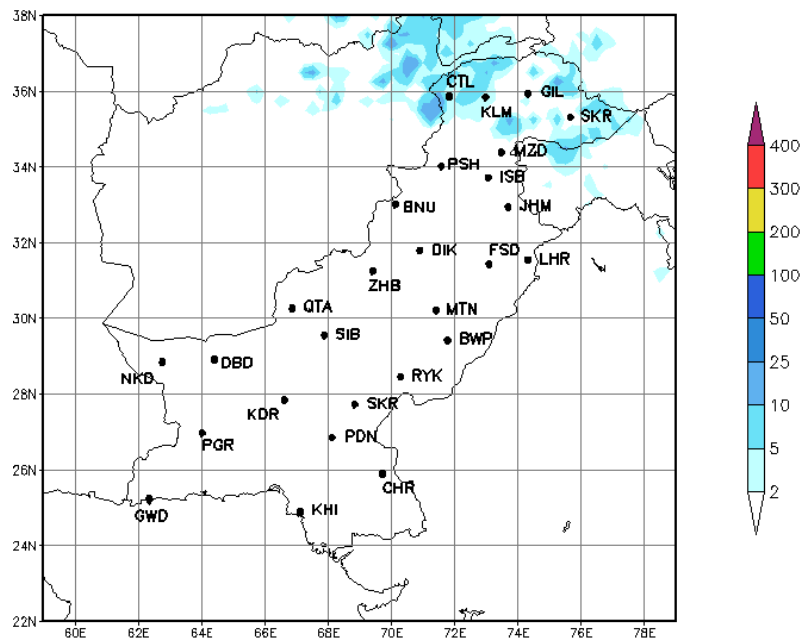 38N
36N
34N
32N
30N
28N
26N
24N
22N
60E
62E
64E
66E
68E
70E
72E
74E
76E
78E
CTL
GIL
KLM
SKR
MZD
PSH
ISB
BNU
JHM
DIK
FSD
LHR
ZHB
QTA
MTN
SIB
BWP
DBD
NKD
RYK
KDR
SKR
PGR
PDN
CHR
GWD
KHI
400
300
200
100
50
25
10
5
2